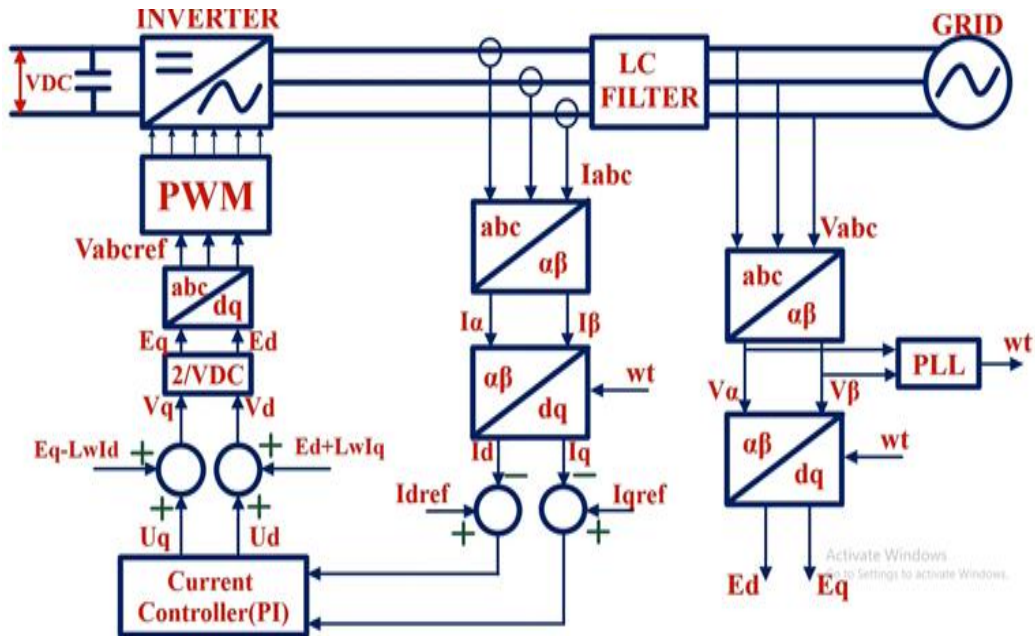 INVERTER
GRID
VDC
LC
FILTER
PWM
Iabc
Vabcref
abc
αβ
Vabc
abc
αβ
abc
dq
Iα
Iβ
Eq
Ed
2/VDC
αβ
dq
wt
PLL
wt
Vα
Vβ
Vq
Vd
αβ
dq
wt
Eq-LwId
+
+
Ed+LwIq
Id
Iq
−
−
Idref
Iqref
+
+
+
+
Uq
Ud
Current
Controller(PI)
Ed
Eq
Activate Windows
Go to Settings to activate Windows.